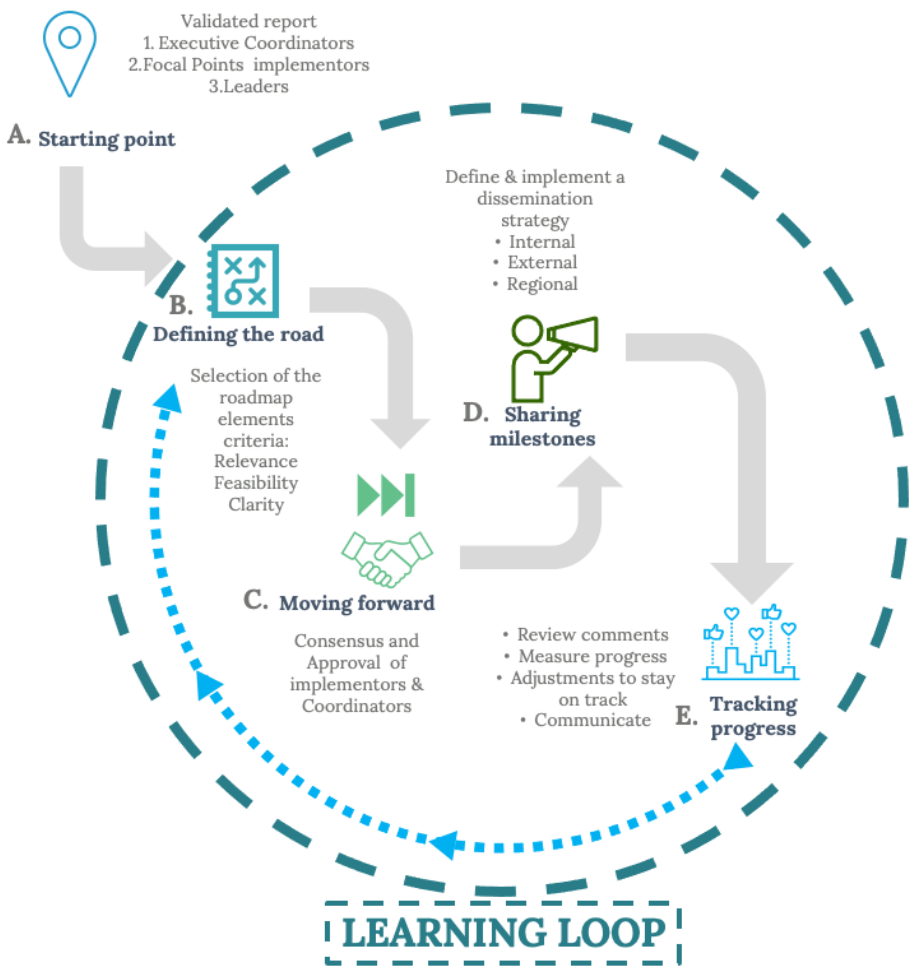 Validated report
1. Executive Coordinators
2.Focal Points implementors
3.Leaders
A. Starting point
B.
Defining the road
Selection of the
roadmap
elements
criteria:
Relevance
Feasibility
Clarity
C. Moving forward
Consensus and
Approval of
implementors &
Coordinators
Define & implement a
dissemination
strategy
• Internal
• External
• Regional
D. Sharing
milestones
• Review comments
• Measure progress
• Adjustments to stay
on track
• Communicate
E. Tracking
progress
LEARNING LOOP